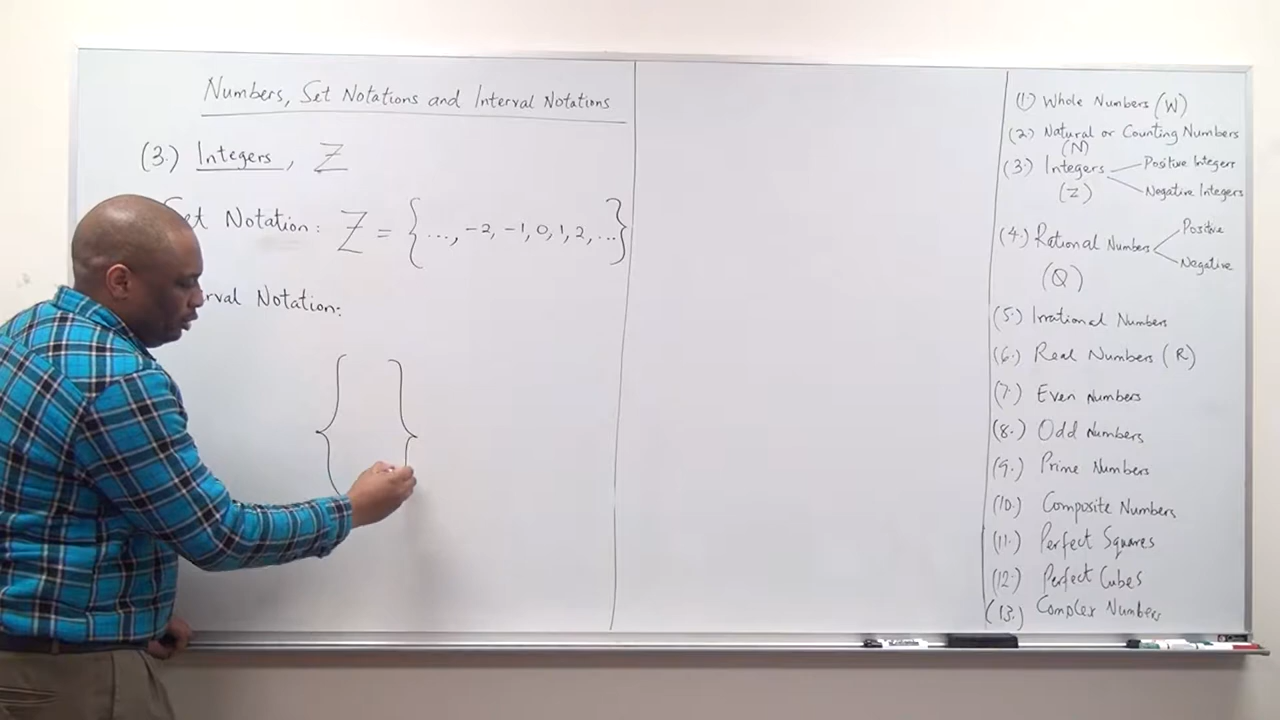 Numbers, Set Notations and Interval Notations
(3.) Integers, Z
Set Notation: Z = {..., -2, -1, 0, 1, 2, ...}
rval Notation:
{ }
(1) Whole Numbers (W)
(2.) Natural or Counting Numbers
(N)
(3.) Integers
Positive Integers
Negative Integers
(Z)
(4.) Rational Numbers
Positive
Negative
(Q)
(5.) Irrational Numbers
(6.) Real Numbers (R)
(7.) Even Numbers
(8.) Odd Numbers
(9.) Prime Numbers
(10.) Composite Numbers
(11.) Perfect Squares
(12.) Perfect Cubes
(13.) Complex Numbers